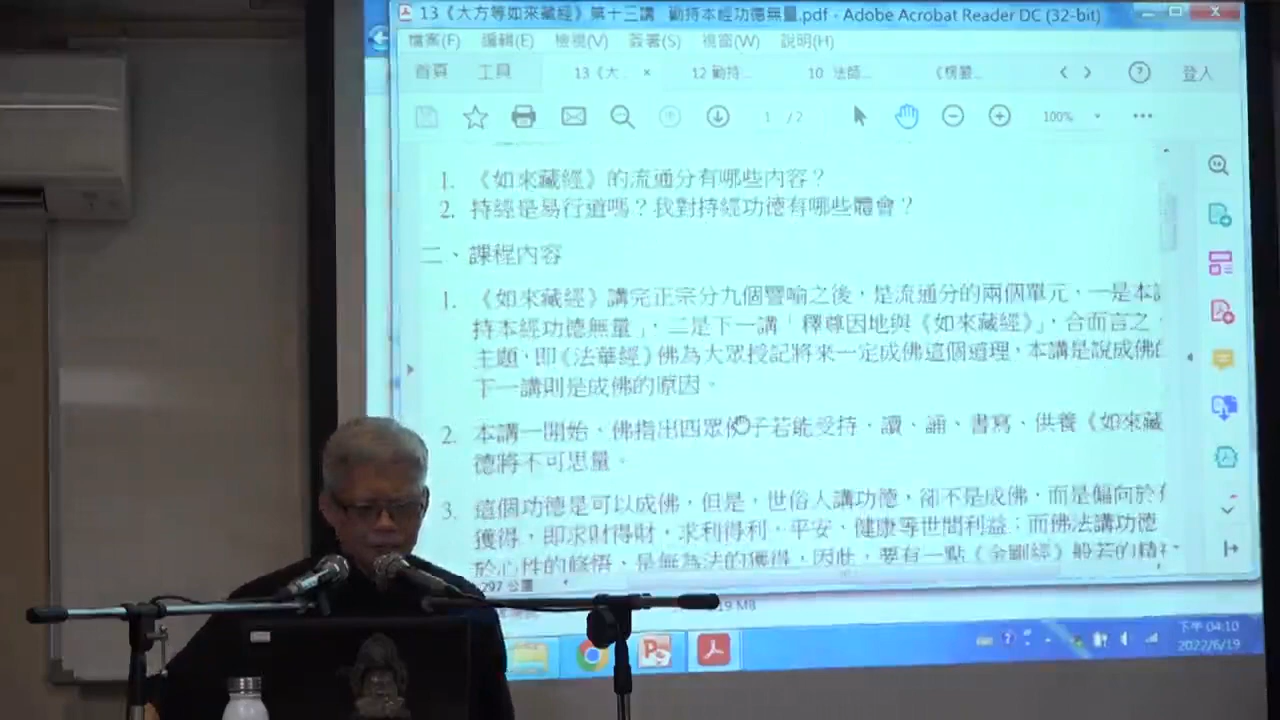 13《大方等如來藏經》第十三講 勸持本經功德無量.pdf - Adobe Acrobat Reader DC (32-bit)
檔案(F) 編輯(E) 檢視(V) 簽署(S) 視窗(W) 說明(H)
首頁 工具 13《大... × 12 勸持... 10 法師... 《楞嚴... ? 登入
1 / 2 100%
1. 《如來藏經》的流通分有哪些內容？
2. 持經是易行道嗎？我對持經功德有哪些體會？
二、課程內容
1. 《如來藏經》講完正宗分九個譬喻之後，是流通分的兩個單元，一是本
持本經功德無量」，二是下一講「釋尊因地與《如來藏經》」，合而言之，
主題，即《法華經》佛為大眾授記將來一定成佛這個道理，本講是說成佛
下一講則是成佛的原因。
2. 本講一開始、佛指出四眾佛子若能受持、讀、誦、書寫、供養《如來藏
德將不可思量。
3. 這個功德是可以成佛，但是，世俗人講功德，卻不是成佛，而是偏向於
獲得，即求財得財，求利得利，平安、健康等世間利益；而佛法講功德
於心性的修悟，是無為法的獲得，因此，要有一點《金剛經》般若的精
297 公釐
19 MB
下午 04:10
2022/6/19